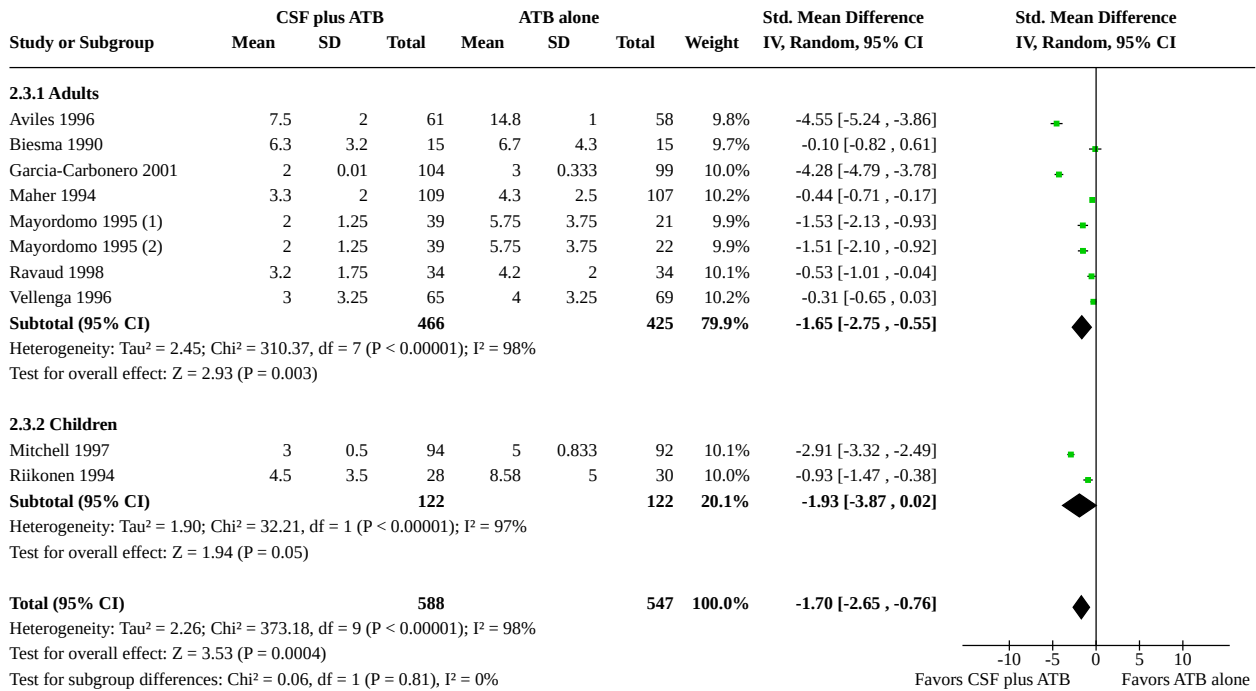 CSF plus ATB ATB alone Std. Mean Difference Std. Mean Difference
Study or Subgroup Mean SD Total Mean SD Total Weight IV, Random, 95% CI IV, Random, 95% CI
2.3.1 Adults
Aviles 1996 7.5 2 61 14.8 1 58 9.8% -4.55 [-5.24 , -3.86]
Biesma 1990 6.3 3.2 15 6.7 4.3 15 9.7% -0.10 [-0.82 , 0.61]
Garcia-Carbonero 2001 2 0.01 104 3 0.333 99 10.0% -4.28 [-4.79 , -3.78]
Maher 1994 3.3 2 109 4.3 2.5 107 10.2% -0.44 [-0.71 , -0.17]
Mayordomo 1995 (1) 2 1.25 39 5.75 3.75 21 9.9% -1.53 [-2.13 , -0.93]
Mayordomo 1995 (2) 2 1.25 39 5.75 3.75 22 9.9% -1.51 [-2.10 , -0.92]
Ravaud 1998 3.2 1.75 34 4.2 2 34 10.1% -0.53 [-1.01 , -0.04]
Vellenga 1996 3 3.25 65 4 3.25 69 10.2% -0.31 [-0.65 , 0.03]
Subtotal (95% CI) 466 425 79.9% -1.65 [-2.75 , -0.55]
Heterogeneity: Tau² = 2.45; Chi² = 310.37, df = 7 (P < 0.00001); I² = 98%
Test for overall effect: Z = 2.93 (P = 0.003)
2.3.2 Children
Mitchell 1997 3 0.5 94 5 0.833 92 10.1% -2.91 [-3.32 , -2.49]
Riikonen 1994 4.5 3.5 28 8.58 5 30 10.0% -0.93 [-1.47 , -0.38]
Subtotal (95% CI) 122 122 20.1% -1.93 [-3.87 , 0.02]
Heterogeneity: Tau² = 1.90; Chi² = 32.21, df = 1 (P < 0.00001); I² = 97%
Test for overall effect: Z = 1.94 (P = 0.05)
Total (95% CI) 588 547 100.0% -1.70 [-2.65 , -0.76]
Heterogeneity: Tau² = 2.26; Chi² = 373.18, df = 9 (P < 0.00001); I² = 98%
Test for overall effect: Z = 3.53 (P = 0.0004) -10 -5 0 5 10
Test for subgroup differences: Chi² = 0.06, df = 1 (P = 0.81), I² = 0% Favors CSF plus ATB Favors ATB alone